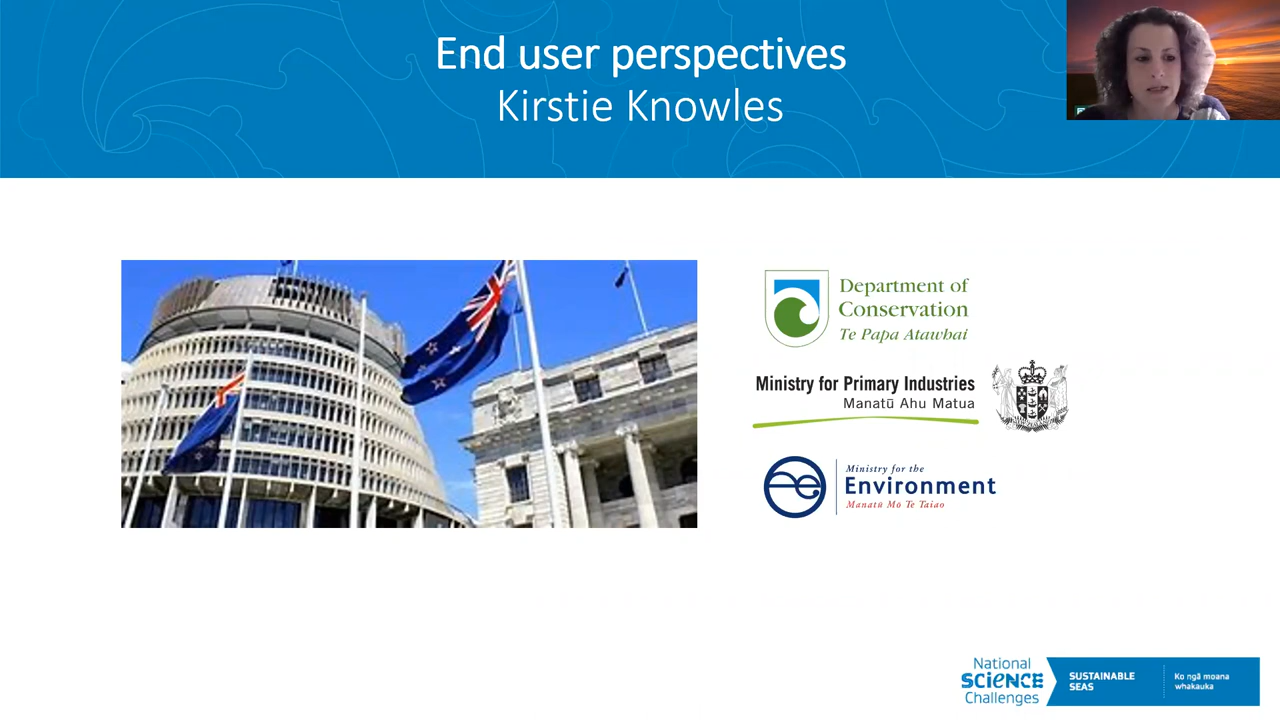 End user perspectives
Kirstie Knowles
Department of
Conservation
Te Papa Atawhai
Ministry for Primary Industries
Manatū Ahu Matua
Ministry for the
Environment
Manatū Mō Te Taiao
National
SCIENCE
Challenges
SUSTAINABLE
SEAS
Ko ngā moana
whakauka